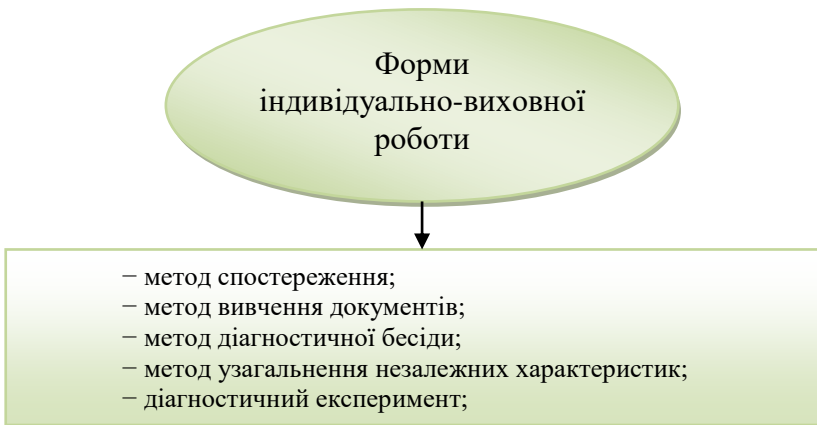 Форми
індивідуально-виховної
роботи
− метод спостереження;
− метод вивчення документів;
− метод діагностичної бесіди;
− метод узагальнення незалежних характеристик;
− діагностичний експеримент;